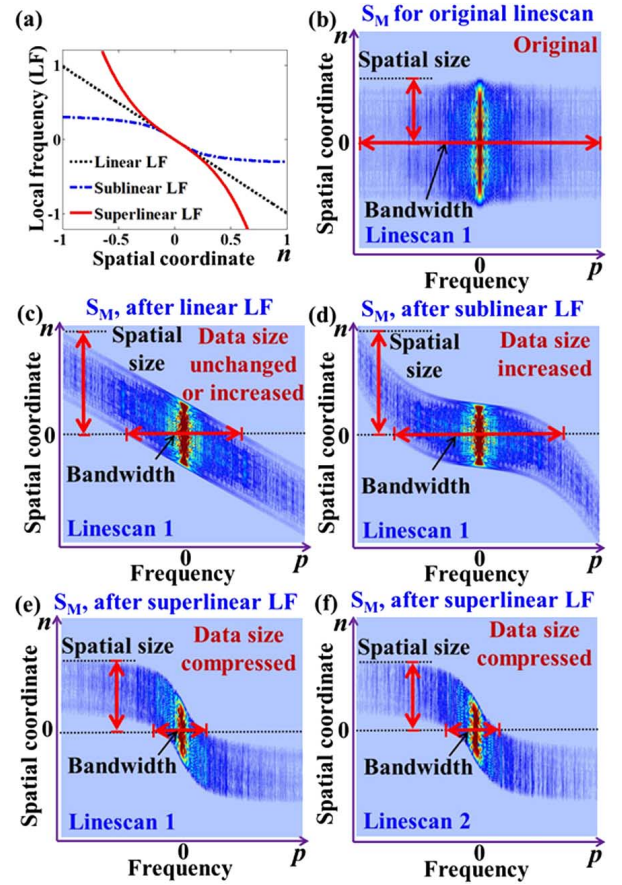 (a)
Local frequency (LF)
1
0
-1
Linear LF
Sublinear LF
Superlinear LF
-1 -0.5 0 0.5 1
Spatial coordinate n
(b) S_M for original linescan
n
Original
Spatial size
Spatial coordinate
0
Bandwidth
Linescan 1
0
Frequency p
S_M, after linear LF
(c) n
Spatial size
Data size unchanged or increased
Spatial coordinate
0
Bandwidth
Linescan 1
0
Frequency p
S_M, after sublinear LF
(d) n
Spatial size
Data size increased
Spatial coordinate
0
Bandwidth
Linescan 1
0
Frequency p
S_M, after superlinear LF
(e) n
Spatial size
Data size compressed
Spatial coordinate
0
Bandwidth
Linescan 1
0
Frequency p
S_M, after superlinear LF
(f) n
Spatial size
Data size compressed
Spatial coordinate
0
Bandwidth
Linescan 2
0
Frequency p